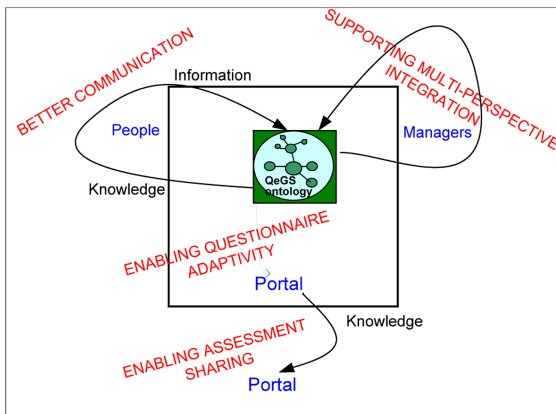 BETTER COMMUNICATION
SUPPORTING MULTI-PERSPECTIVE
INTEGRATION
Information
People
Managers
Knowledge
QeGS
ontology
ENABLING QUESTIONNAIRE
ADAPTIVITY
Portal
Knowledge
ENABLING ASSESSMENT
SHARING
Portal